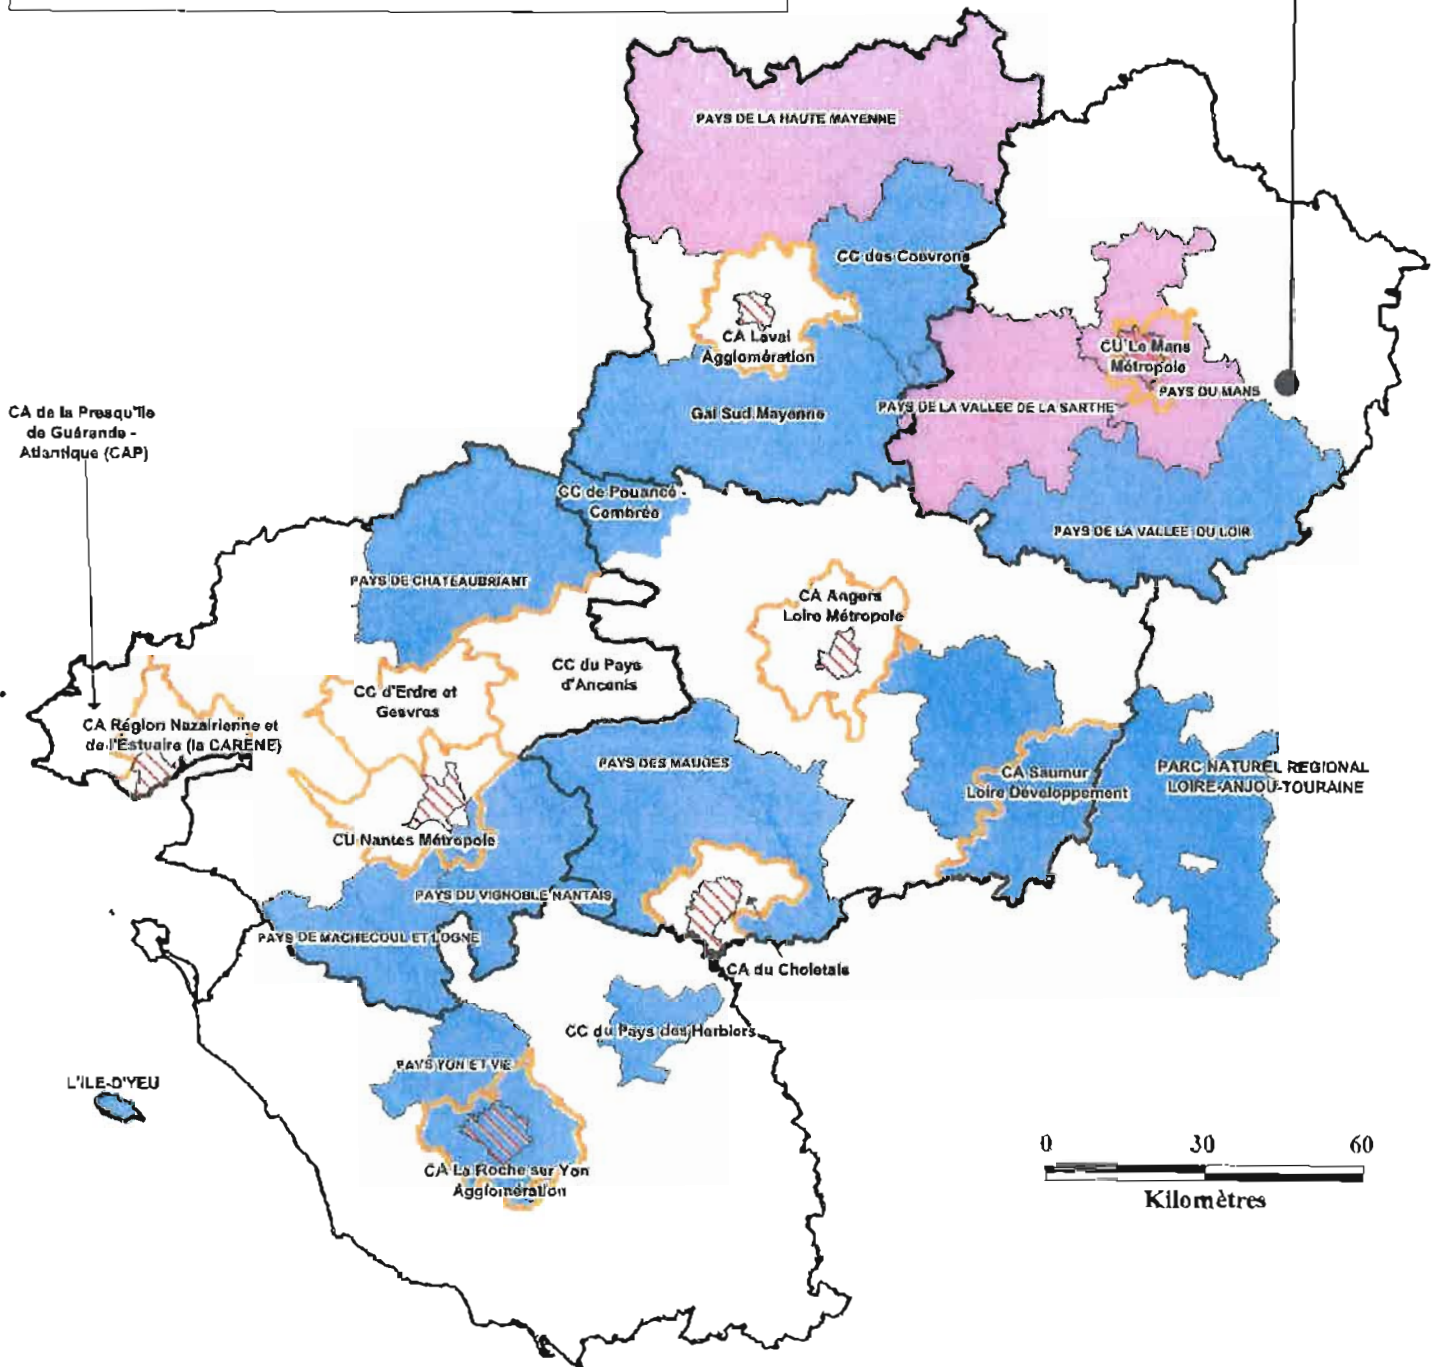 PAYS DE LA HAUTE MAYENNE
CC des Coëvrons
CA Laval
Agglomération
CU Le Mans
Métropole
PAYS DU MANS
PAYS DE LA VALLEE DE LA SARTHE
Gal Sud Mayenne
CA de la Presqu'île
de Guérande -
Atlantique (CAP)
CC de Pouancé -
Combrée
PAYS DE LA VALLEE DU LOIR
PAYS DE CHATEAUBRIANT
CA Angers
Loire Métropole
CC du Pays
d'Ancenis
CC d'Erdre et
Gesvres
CA Région Nazairienne et
de l'Estuaire (la CARENE)
PAYS DES MAUGES
CA Saumur
Loire Développement
PARC NATUREL REGIONAL
LOIRE-ANJOU-TOURAINE
CU Nantes Métropole
PAYS DU VIGNOBLE NANTAIS
PAYS DE MACHECOUL ET LOGNE
CA du Choletais
CC du Pays des Herbiers
PAYS YON ET VIE
L'ILE-D'YEU
CA La Roche sur Yon
Agglomération
0 30 60
Kilomètres